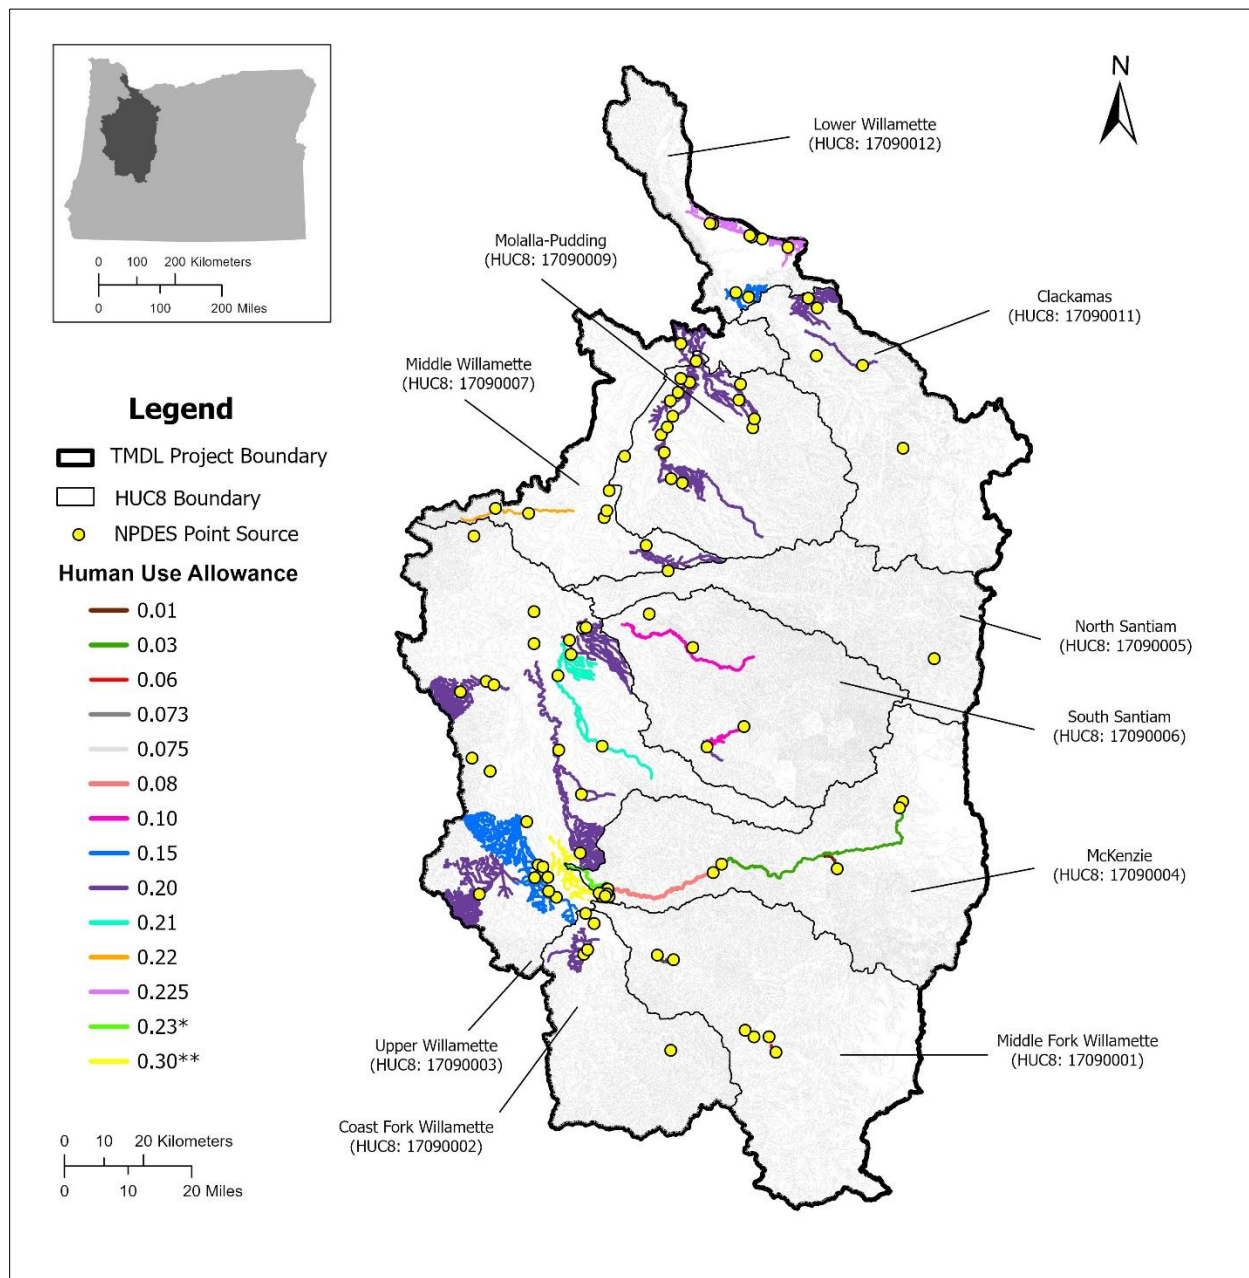 0 100 200 Kilometers
0 100 200 Miles
N
Lower Willamette
(HUC8: 17090012)
Molalla-Pudding
(HUC8: 17090009)
Clackamas
(HUC8: 17090011)
Middle Willamette
(HUC8: 17090007)
Legend
TMDL Project Boundary
HUC8 Boundary
NPDES Point Source
Human Use Allowance
0.01
0.03
0.06
0.073
0.075
0.08
0.10
0.15
0.20
0.21
0.22
0.225
0.23*
0.30**
North Santiam
(HUC8: 17090005)
South Santiam
(HUC8: 17090006)
McKenzie
(HUC8: 17090004)
Upper Willamette
(HUC8: 17090003)
Middle Fork Willamette
(HUC8: 17090001)
Coast Fork Willamette
(HUC8: 17090002)
0 10 20 Kilometers
0 10 20 Miles